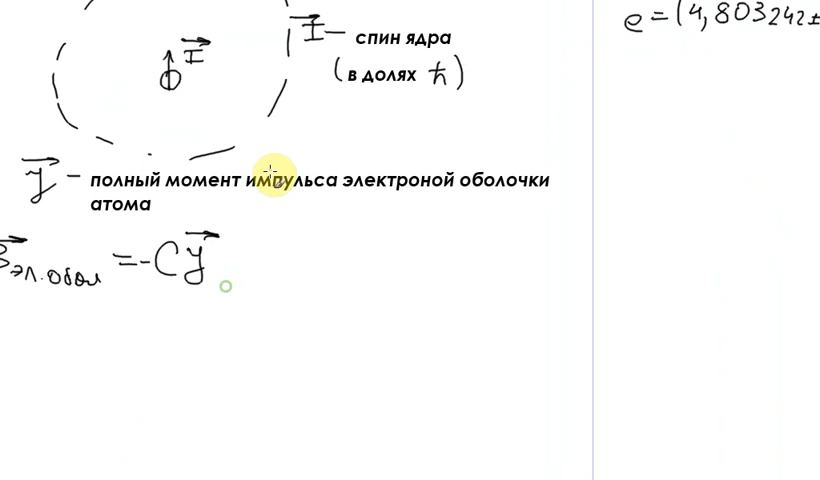 I⃗ — спин ядра
I⃗
(в долях ħ)
e = (4,803242±
J⃗ — полный момент импульса электроной оболочки
атома
эл.обол = -CJ⃗